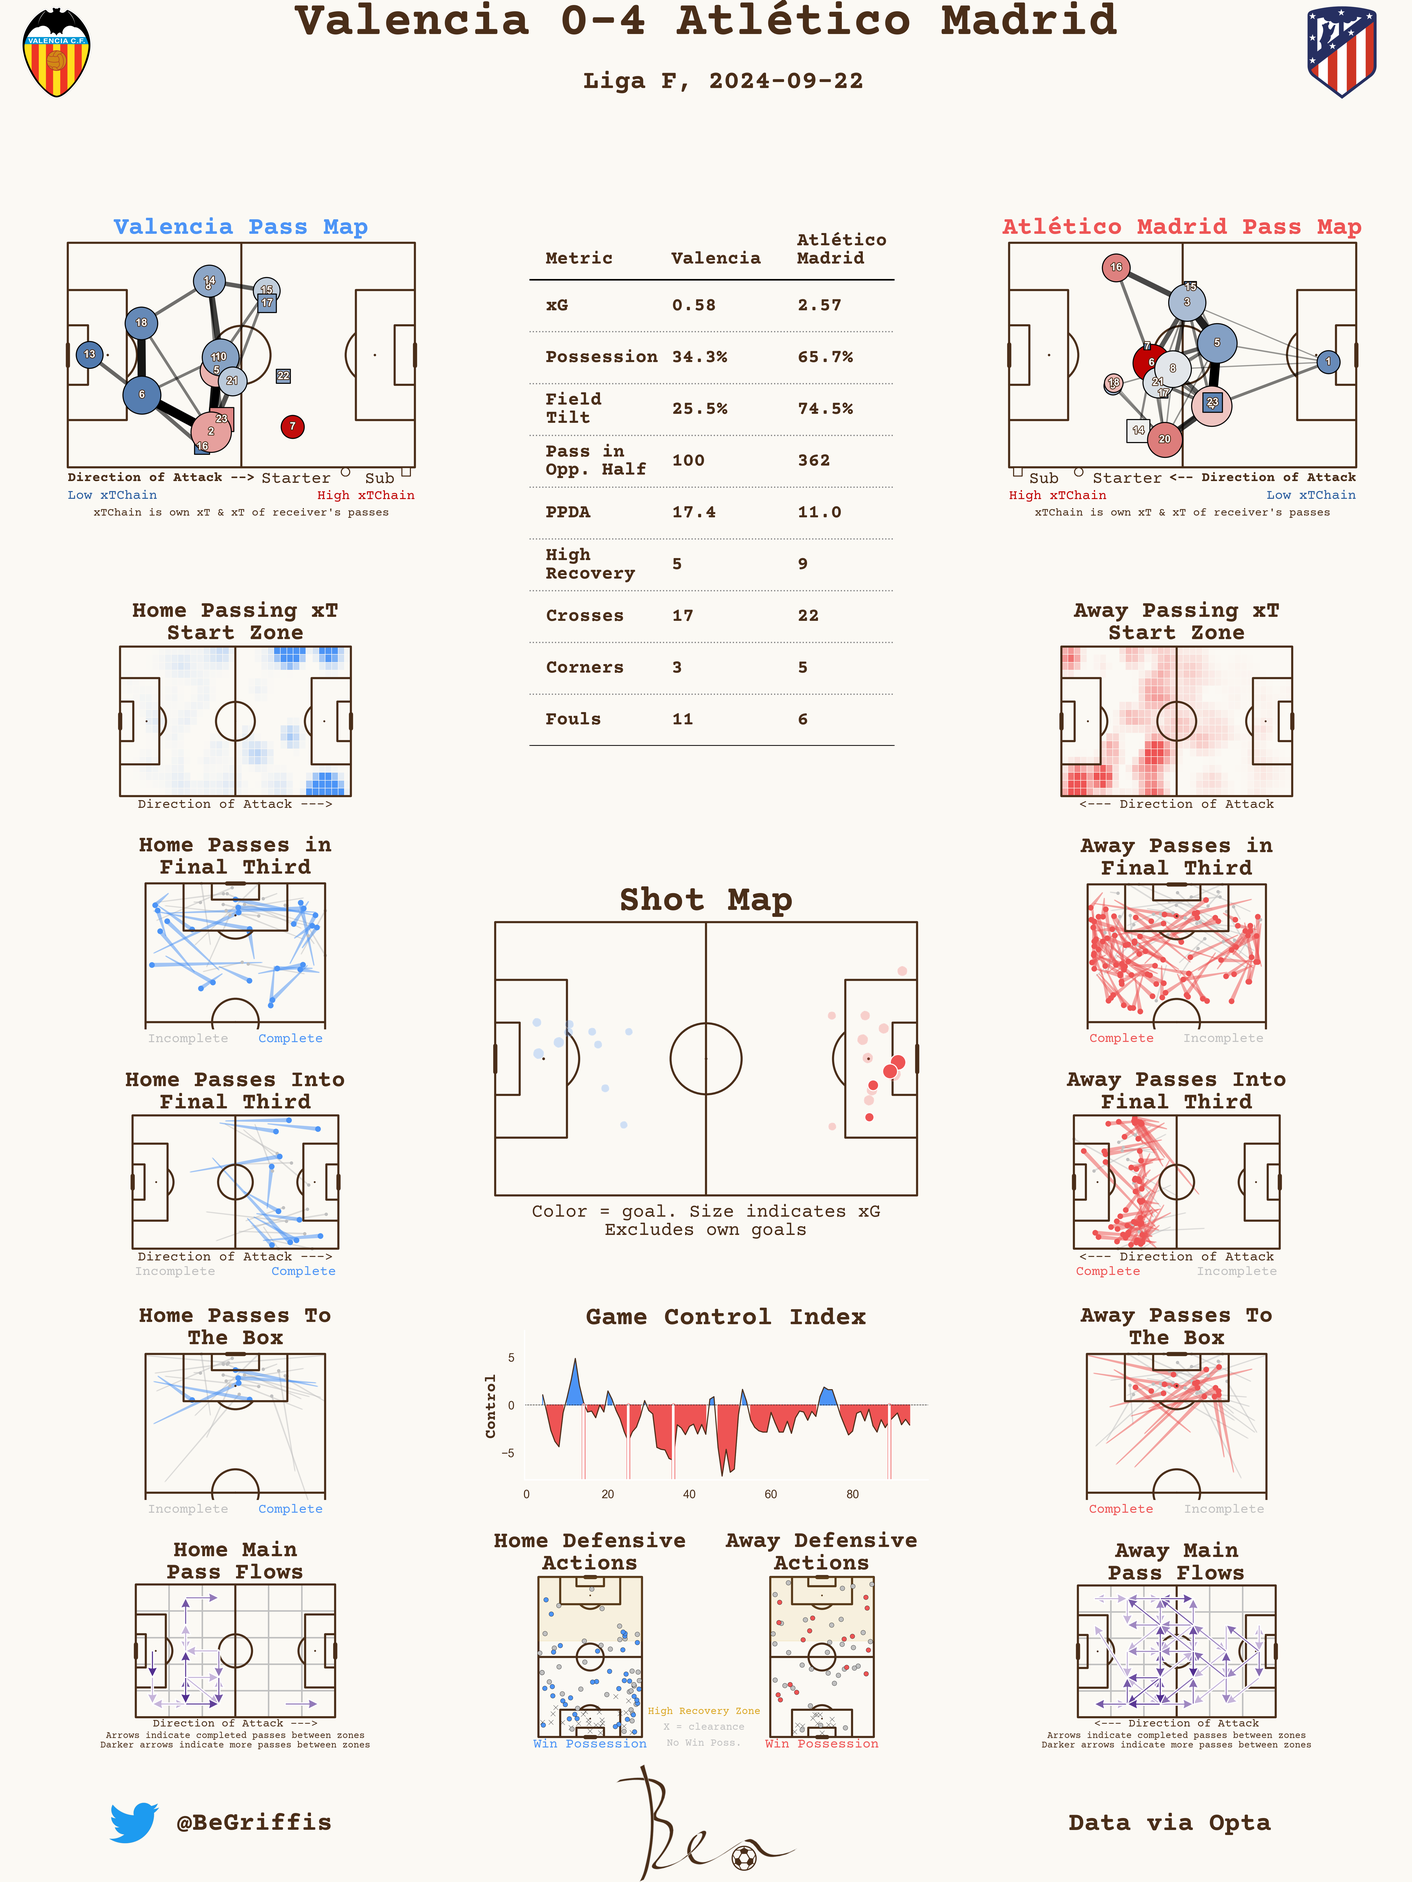 Valencia 0-4 Atlético Madrid
Liga F, 2024-09-22
VALENCIA C.F.
Valencia Pass Map
14
15
17
18
13
10
5
21
22
6
23
2
7
16
Direction of Attack --> Starter Sub
Low xTChain High xTChain
xTChain is own xT & xT of receiver's passes
Metric Valencia Atlético Madrid
xG 0.58 2.57
Possession 34.3% 65.7%
Field Tilt 25.5% 74.5%
Pass in Opp. Half 100 362
PPDA 17.4 11.0
High Recovery 5 9
Crosses 17 22
Corners 3 5
Fouls 11 6
Atlético Madrid Pass Map
16
15
3
7
5
6
8
1
18
21
17
23
14
20
Sub Starter <-- Direction of Attack
High xTChain Low xTChain
xTChain is own xT & xT of receiver's passes
Home Passing xT
Start Zone
Direction of Attack --->
Away Passing xT
Start Zone
<--- Direction of Attack
Home Passes in
Final Third
Incomplete Complete
Away Passes in
Final Third
Complete Incomplete
Shot Map
Color = goal. Size indicates xG
Excludes own goals
Home Passes Into
Final Third
Direction of Attack --->
Incomplete Complete
Away Passes Into
Final Third
<--- Direction of Attack
Complete Incomplete
Home Passes To
The Box
Incomplete Complete
Game Control Index
Control
5
0
−5
0 20 40 60 80
Away Passes To
The Box
Complete Incomplete
Home Main
Pass Flows
Direction of Attack --->
Arrows indicate completed passes between zones
Darker arrows indicate more passes between zones
Home Defensive
Actions
Win Possession
High Recovery Zone
X = clearance
No Win Poss.
Away Defensive
Actions
Win Possession
Away Main
Pass Flows
<--- Direction of Attack
Arrows indicate completed passes between zones
Darker arrows indicate more passes between zones
@BeGriffis
Ben
Data via Opta